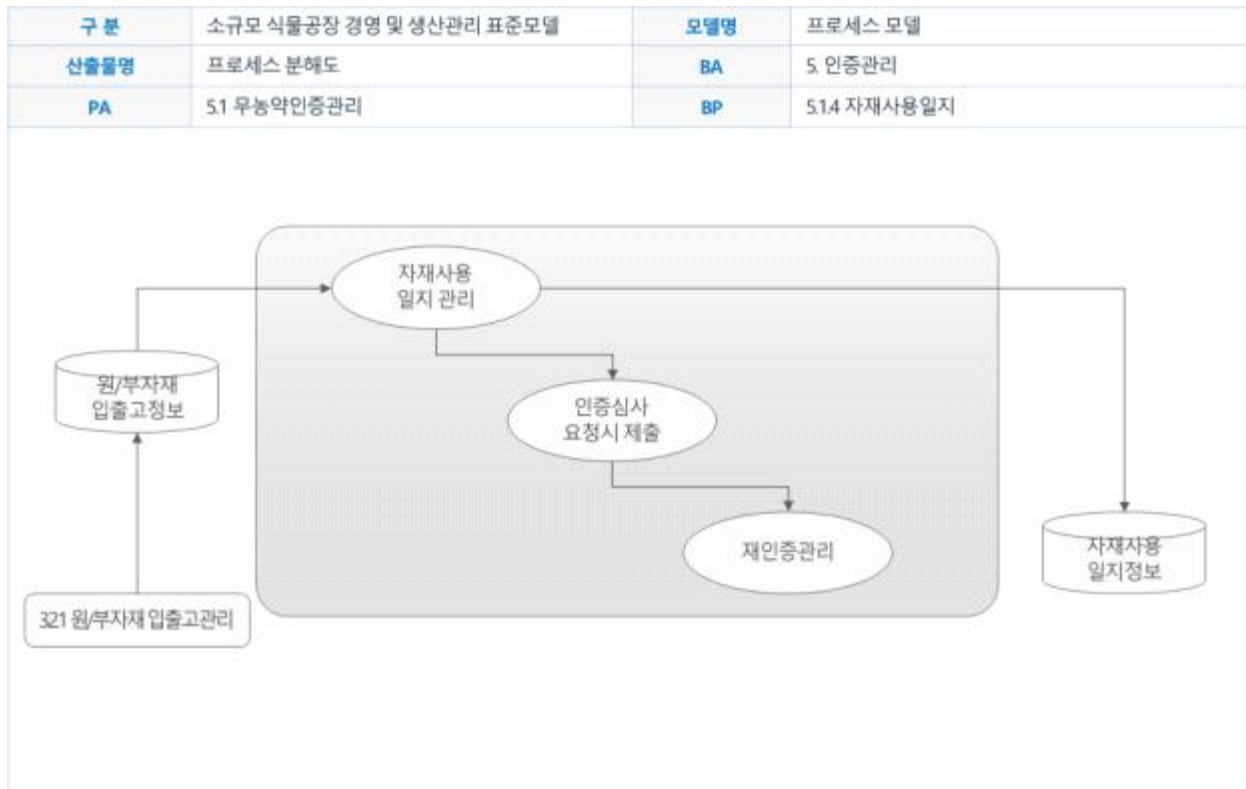 구 분 소규모 식물공장 경영 및 생산관리 표준모델 모델명 프로세스 모델
산출물명 프로세스 분해도 BA 5. 인증관리
PA 5.1 무농약인증관리 BP 5.1.4 자재사용일지
자재사용
일지 관리
원/부자재
입출고정보
인증심사
요청시 제출
재인증관리
자재사용
일지정보
3.2.1 원/부자재 입출고관리